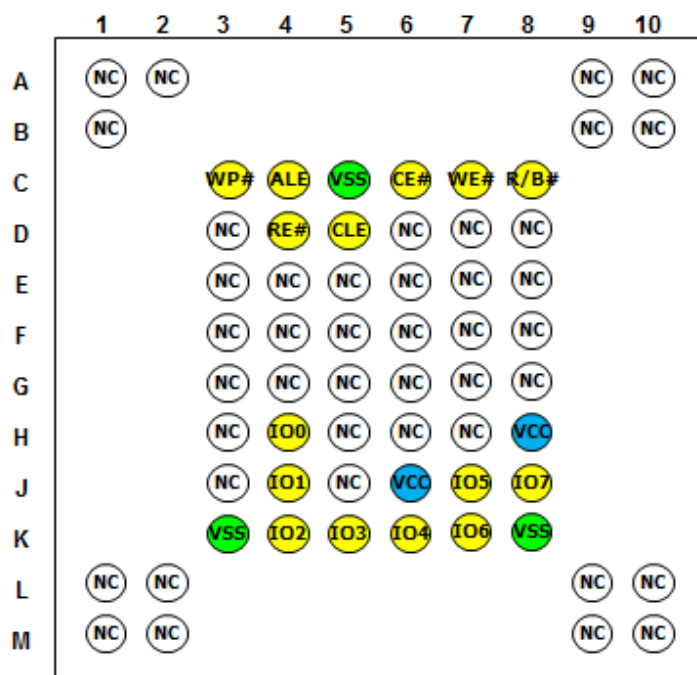 1 2 3 4 5 6 7 8 9 10
A NC NC NC NC
B NC NC NC
C WP# ALE VSS CE# WE# R/B#
D NC RE# CLE NC NC NC
E NC NC NC NC NC NC
F NC NC NC NC NC NC
G NC NC NC NC NC NC
H NC IO0 NC NC NC VCC
J NC IO1 NC VCC IO5 IO7
K VSS IO2 IO3 IO4 IO6 VSS
L NC NC NC NC
M NC NC NC NC